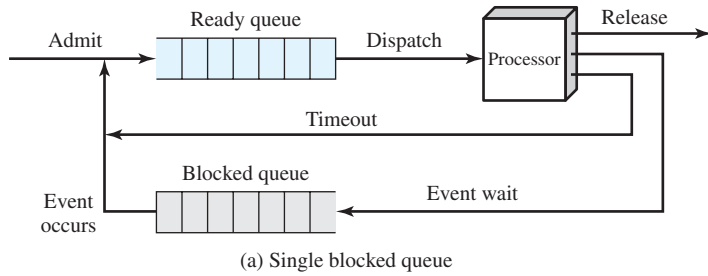 Ready queue
Release
Admit
Dispatch
Processor
Timeout
Blocked queue
Event wait
Event
occurs
(a) Single blocked queue